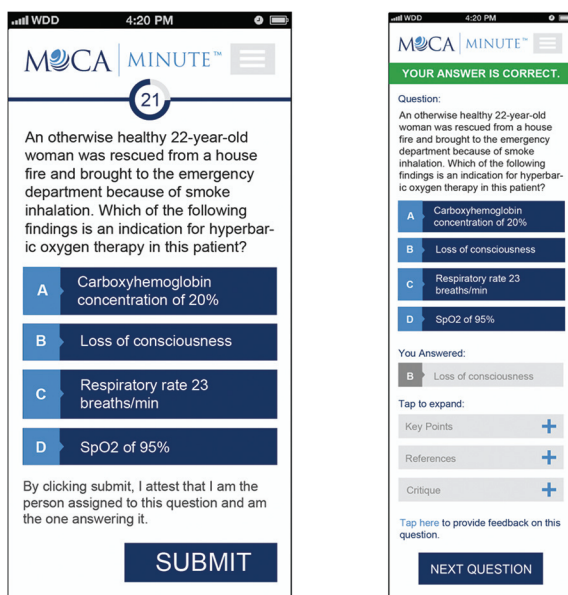 WDD 4:20 PM
MOCA MINUTE™
21
An otherwise healthy 22-year-old
woman was rescued from a house
fire and brought to the emergency
department because of smoke
inhalation. Which of the following
findings is an indication for hyperbar-
ic oxygen therapy in this patient?
A Carboxyhemoglobin
concentration of 20%
B Loss of consciousness
C Respiratory rate 23
breaths/min
D SpO2 of 95%
By clicking submit, I attest that I am the
person assigned to this question and am
the one answering it.
SUBMIT
WDD 4:20 PM
MOCA MINUTE™
YOUR ANSWER IS CORRECT.
Question:
An otherwise healthy 22-year-old
woman was rescued from a house
fire and brought to the emergency
department because of smoke
inhalation. Which of the following
findings is an indication for hyperbar-
ic oxygen therapy in this patient?
A Carboxyhemoglobin
concentration of 20%
B Loss of consciousness
C Respiratory rate 23
breaths/min
D SpO2 of 95%
You Answered:
B Loss of consciousness
Tap to expand:
Key Points +
References +
Critique +
Tap here to provide feedback on this
question.
NEXT QUESTION